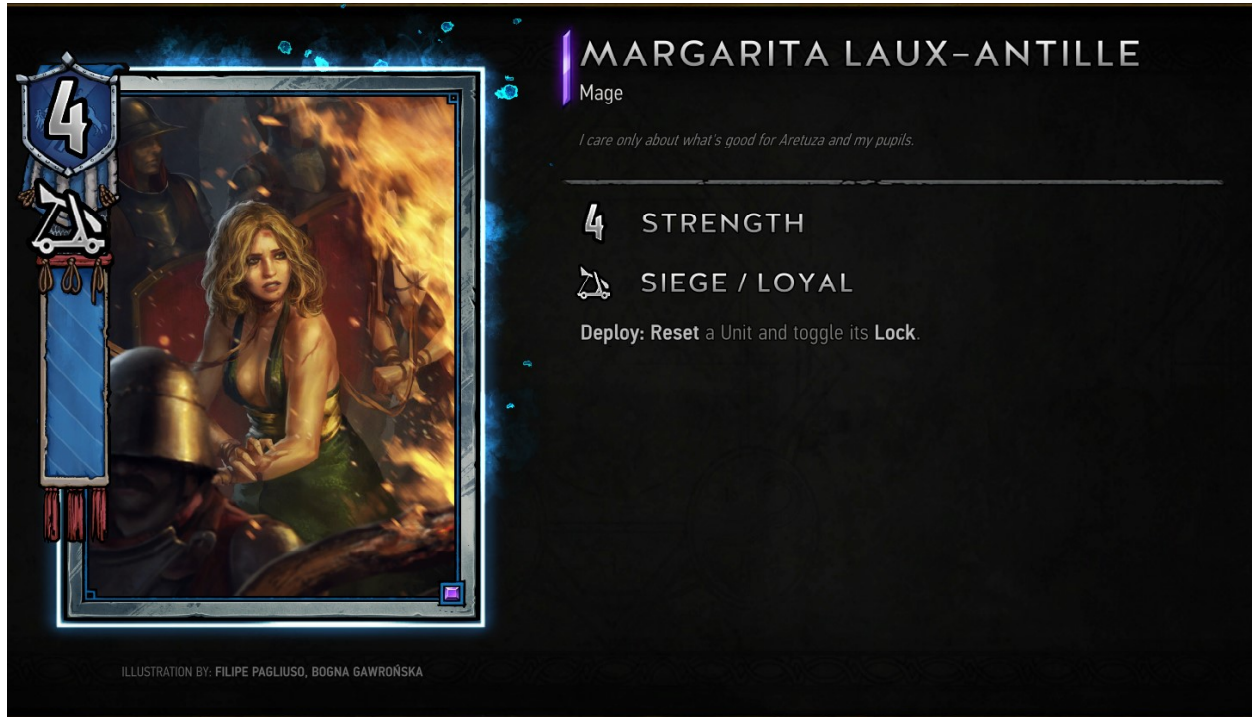 4
MARGARITA LAUX-ANTILLE
Mage
I care only about what's good for Aretuza and my pupils.
4 STRENGTH
SIEGE / LOYAL
Deploy: Reset a Unit and toggle its Lock.
ILLUSTRATION BY: FILIPE PAGLIUSO, BOGNA GAWROŃSKA